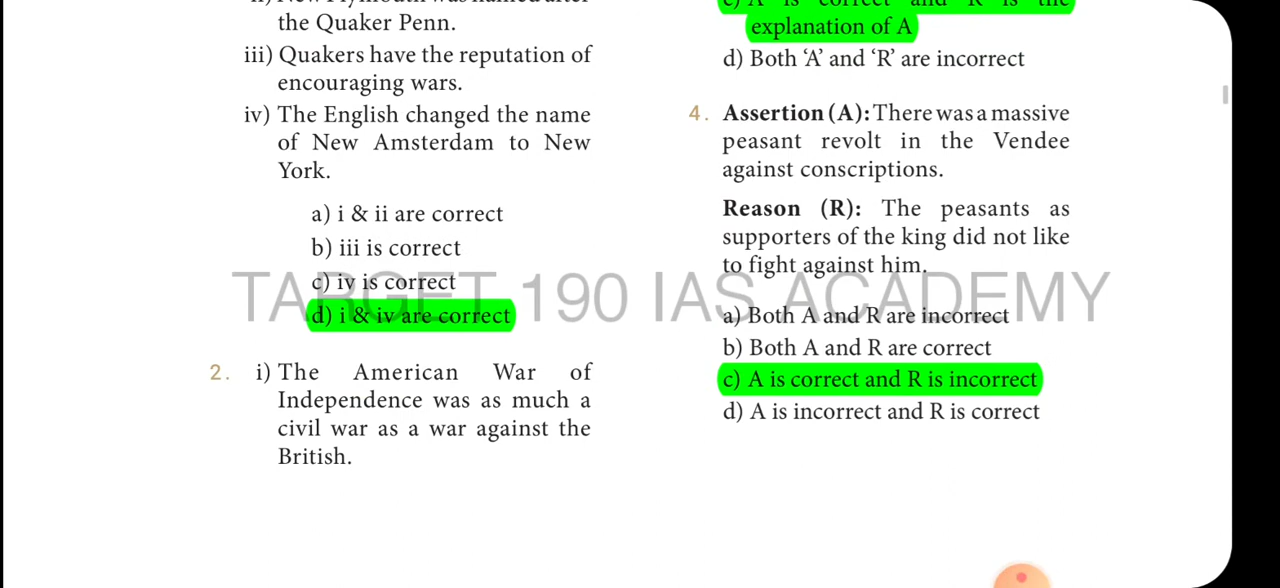 the Quaker Penn.
iii) Quakers have the reputation of
encouraging wars.
iv) The English changed the name
of New Amsterdam to New
York.
a) i & ii are correct
b) iii is correct
c) iv is correct
d) i & iv are correct
2. i) The American War of
Independence was as much a
civil war as a war against the
British.
c) A is correct and R is the
explanation of A
d) Both ‘A’ and ‘R’ are incorrect
4. Assertion (A): There was a massive
peasant revolt in the Vendee
against conscriptions.
Reason (R): The peasants as
supporters of the king did not like
to fight against him.
a) Both A and R are incorrect
b) Both A and R are correct
c) A is correct and R is incorrect
d) A is incorrect and R is correct
TARGET 190 IAS ACADEMY